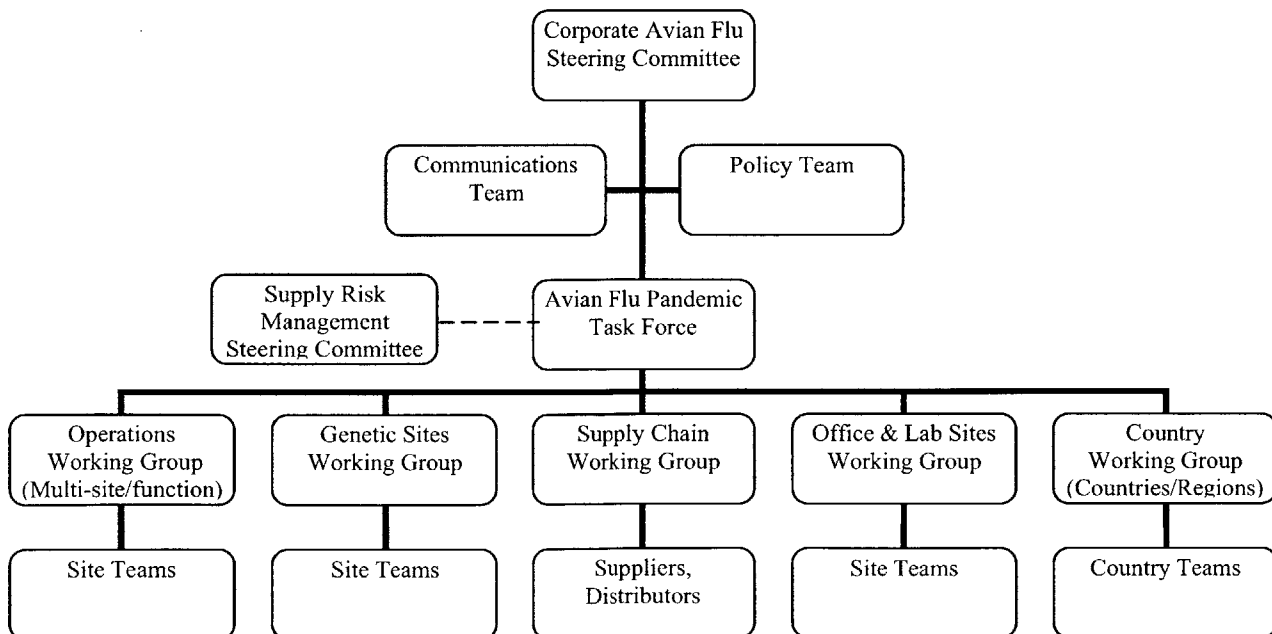 Corporate Avian Flu
Steering Committee
Communications
Team
Policy Team
Supply Risk
Management
Steering Committee
Avian Flu Pandemic
Task Force
Operations
Working Group
(Multi-site/function)
Genetic Sites
Working Group
Supply Chain
Working Group
Office & Lab Sites
Working Group
Country
Working Group
(Countries/Regions)
Site Teams
Site Teams
Suppliers,
Distributors
Site Teams
Country Teams